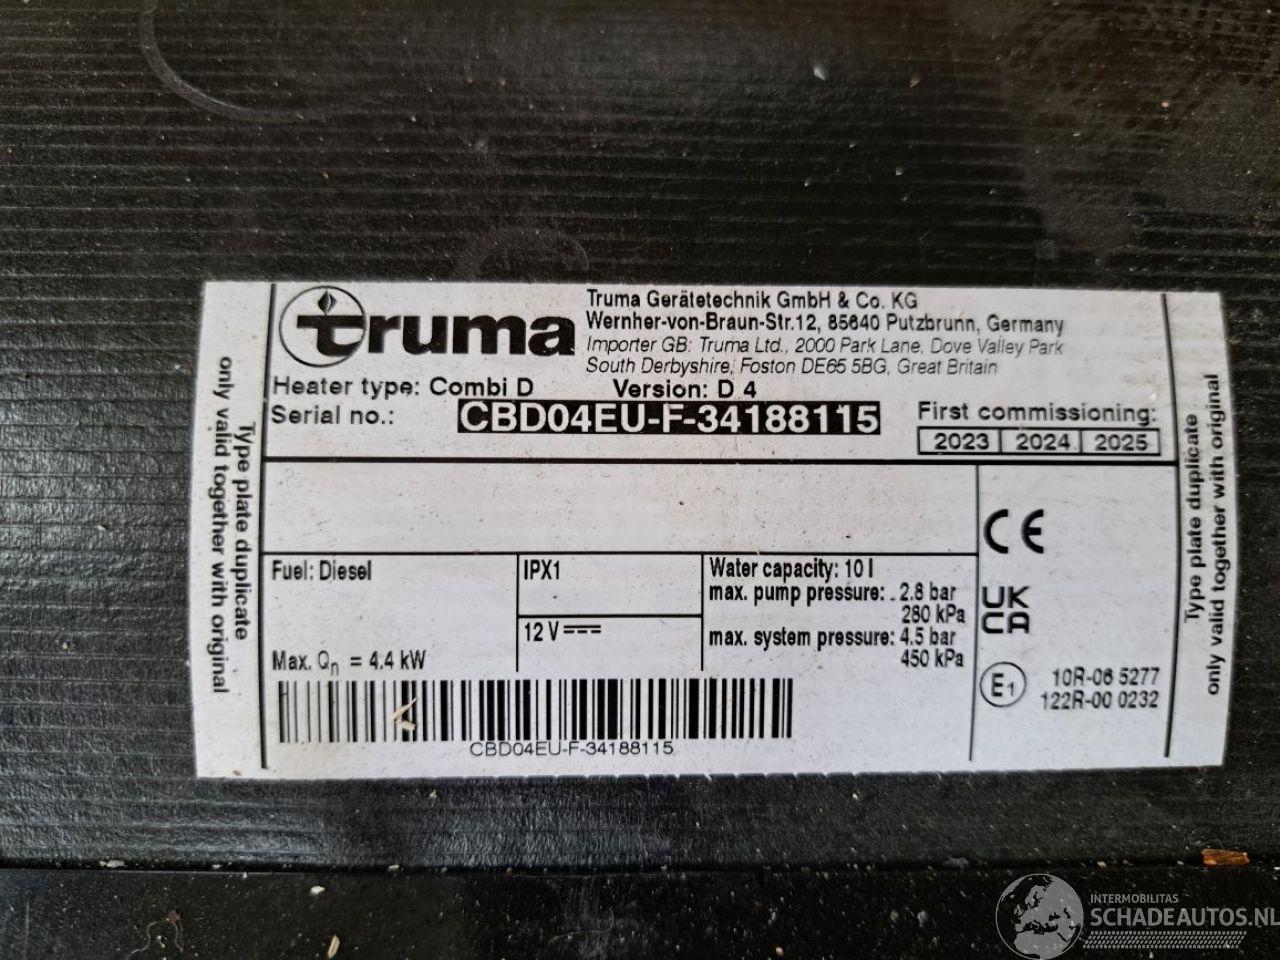 truma
Truma Gerätetechnik GmbH & Co. KG
Wernher-von-Braun-Str.12, 85640 Putzbrunn, Germany
Importer GB: Truma Ltd., 2000 Park Lane, Dove Valley Park
South Derbyshire, Foston DE65 5BG, Great Britain
Heater type: Combi D Version: D 4
Serial no.: CBD04EU-F-34188115
First commissioning:
2023 2024 2025
Fuel: Diesel
Max. Qn = 4.4 kW
IPX1
12 V
Water capacity: 10 l
max. pump pressure: 2.8 bar
280 kPa
max. system pressure: 4.5 bar
450 kPa
CE
UK
CA
E1
10R-06 5277
122R-00 0232
CBD04EU-F-34188115
Type plate duplicate
only valid together with original
Type plate duplicate
only valid together with original
INTERMOBILITAS
SCHADEAUTOS.NL